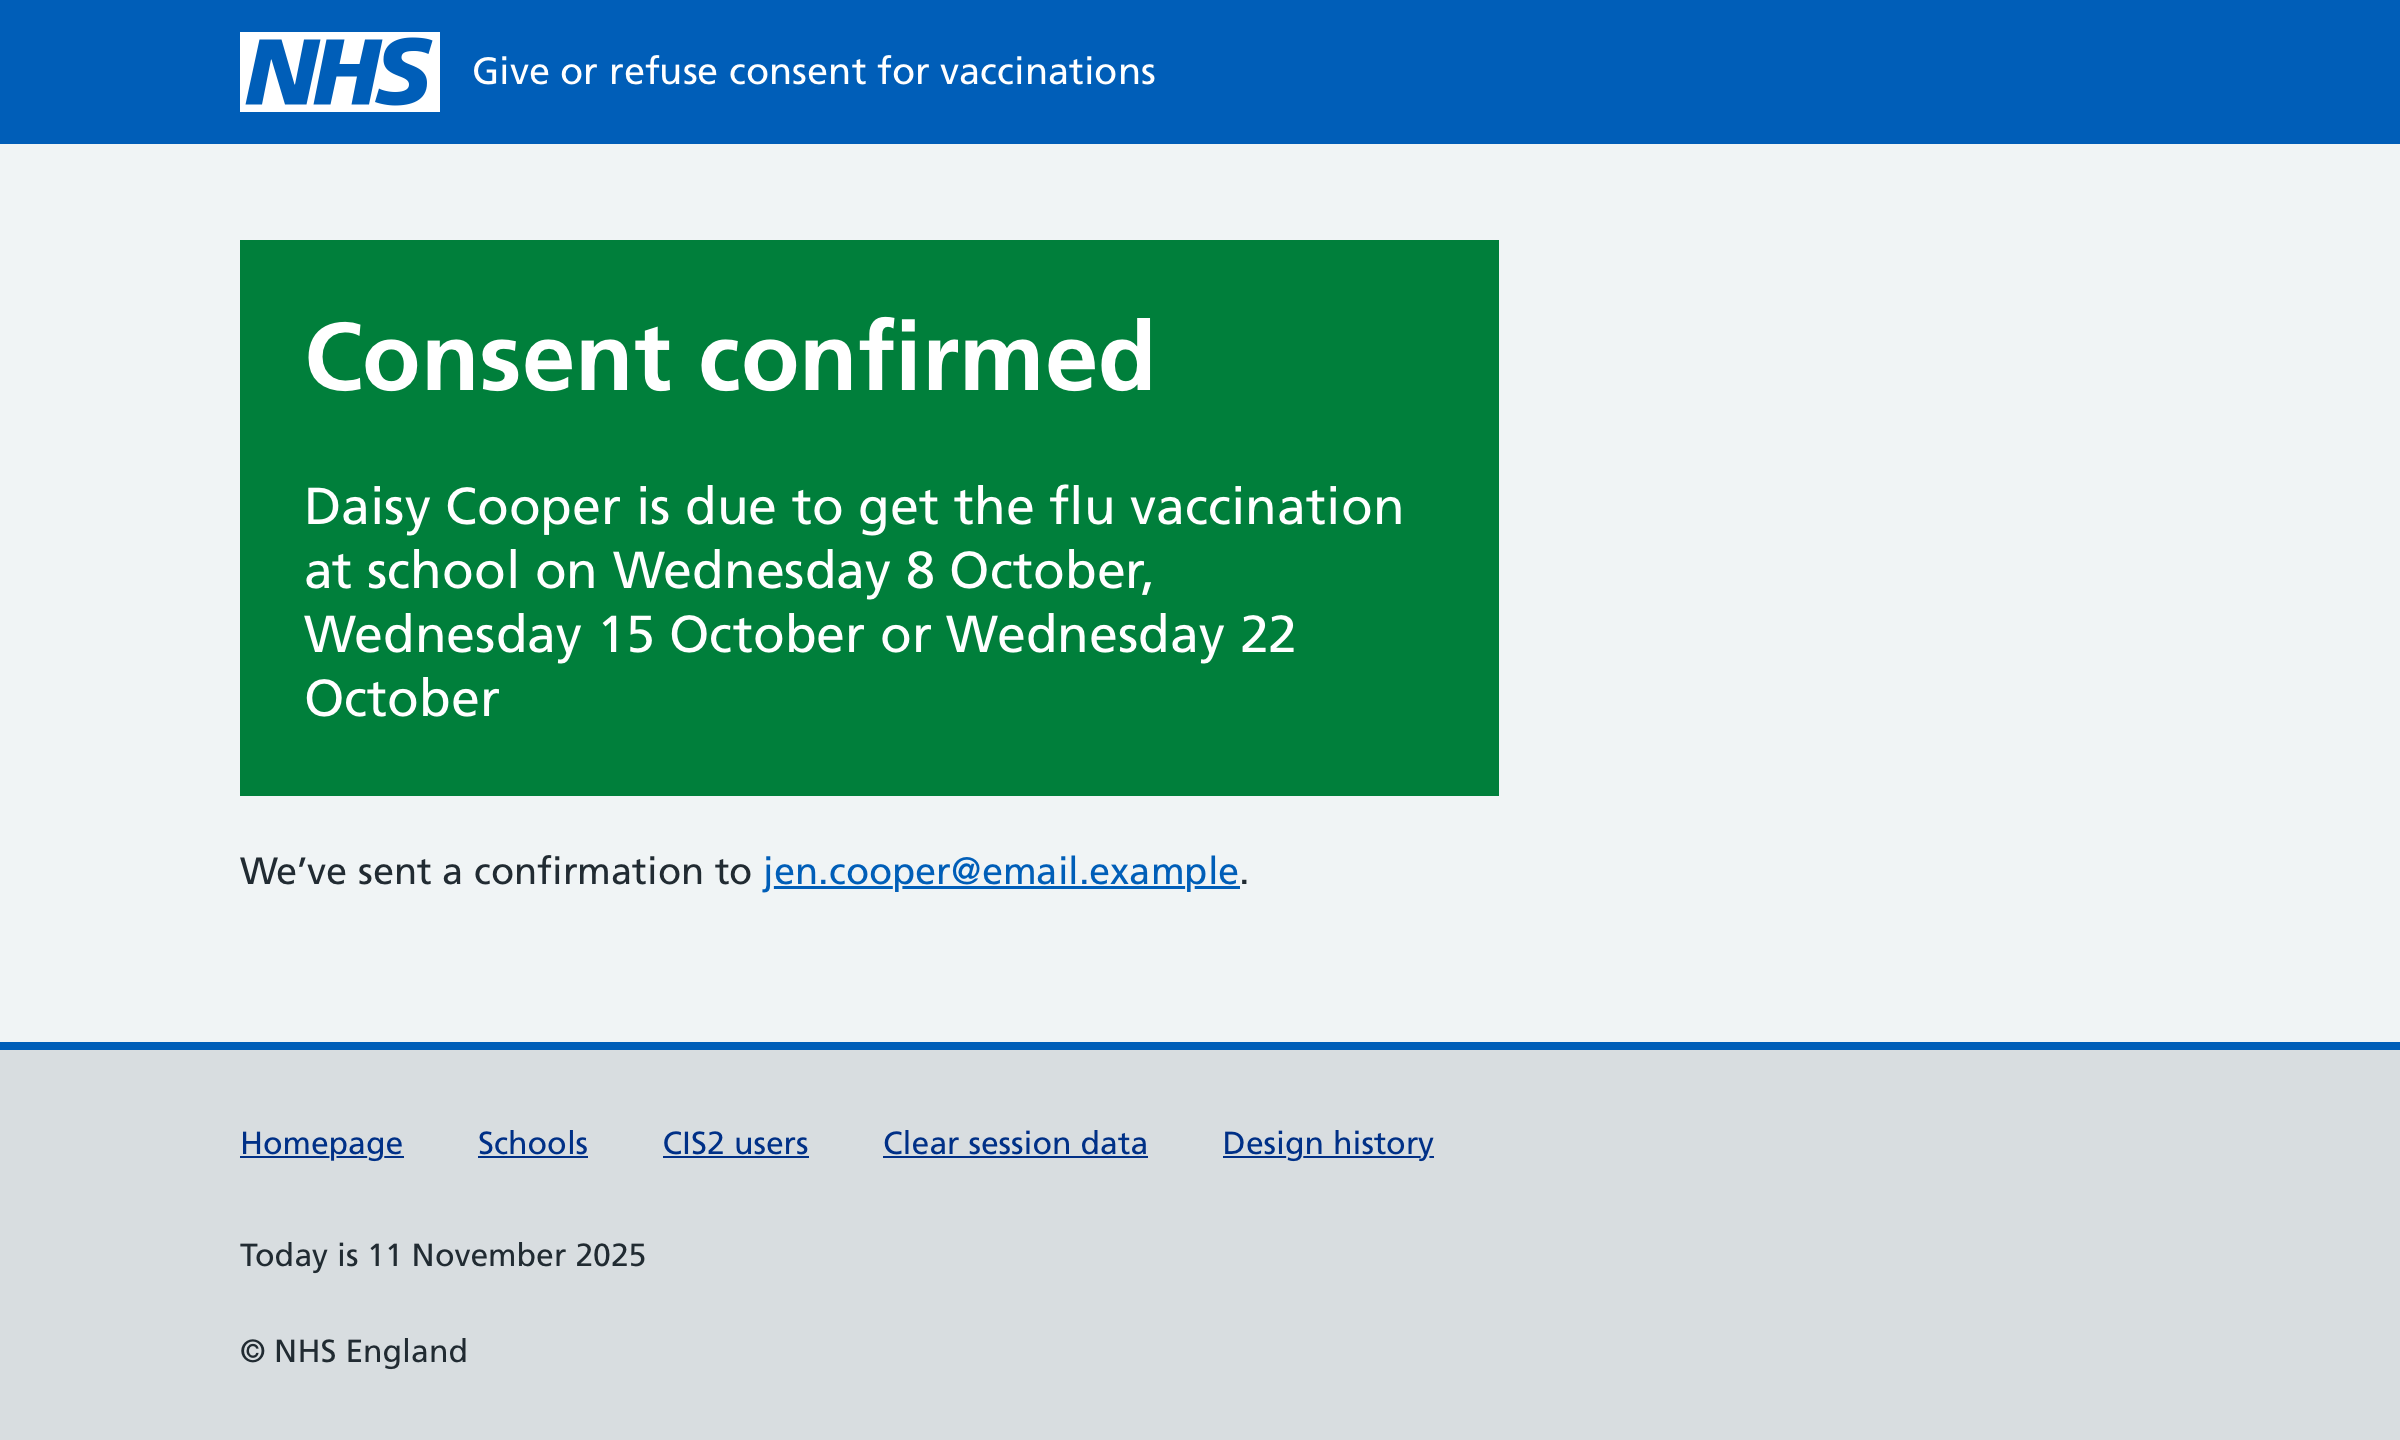 NHS
Give or refuse consent for vaccinations
Consent confirmed
Daisy Cooper is due to get the flu vaccination
at school on Wednesday 8 October,
Wednesday 15 October or Wednesday 22
October
We’ve sent a confirmation to jen.cooper@email.example.
Homepage Schools CIS2 users Clear session data Design history
Today is 11 November 2025
© NHS England